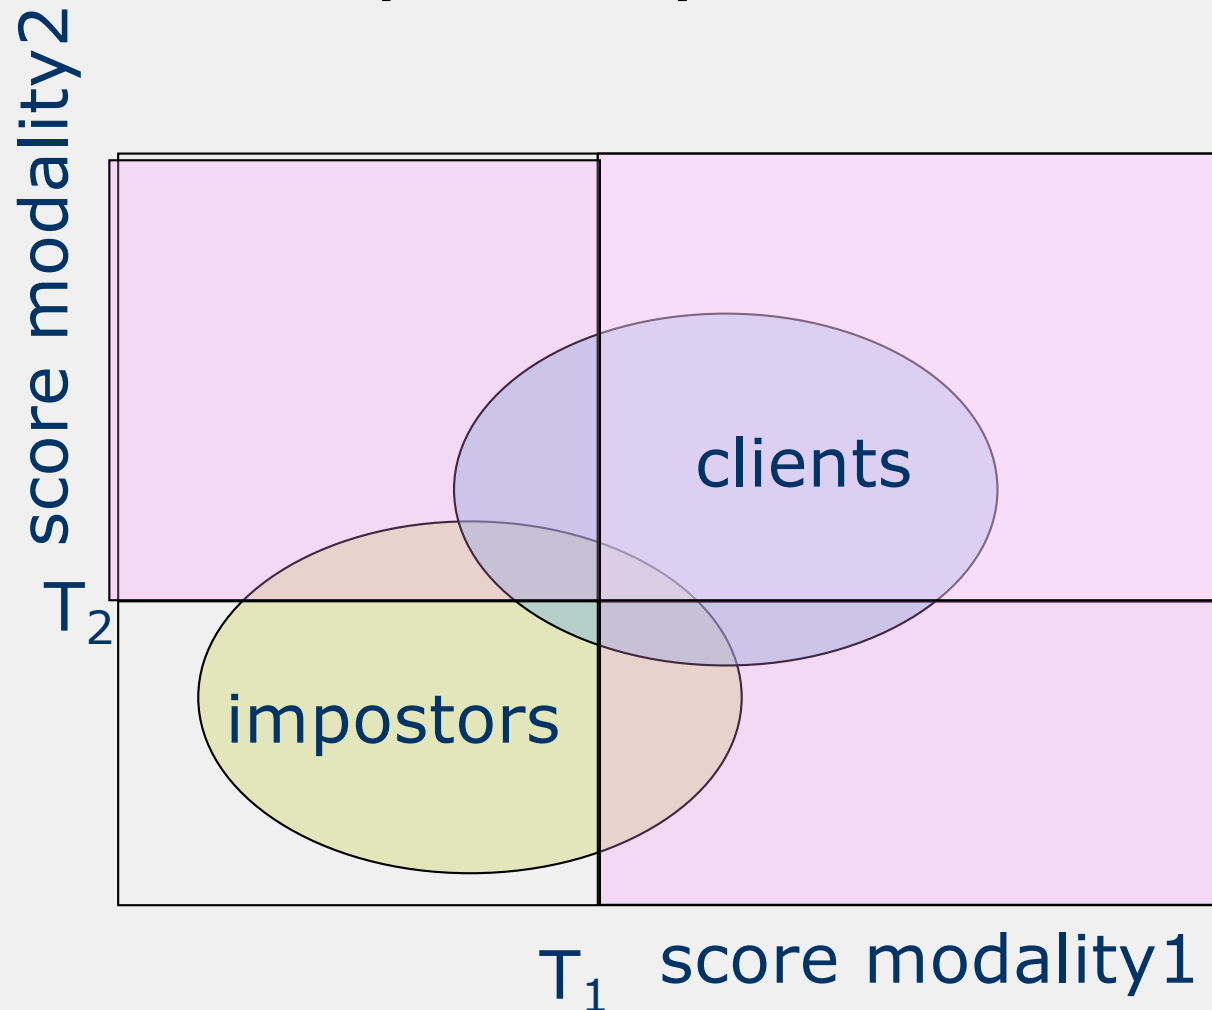 score modality2
clients
T₂
impostors
T₁
score modality1